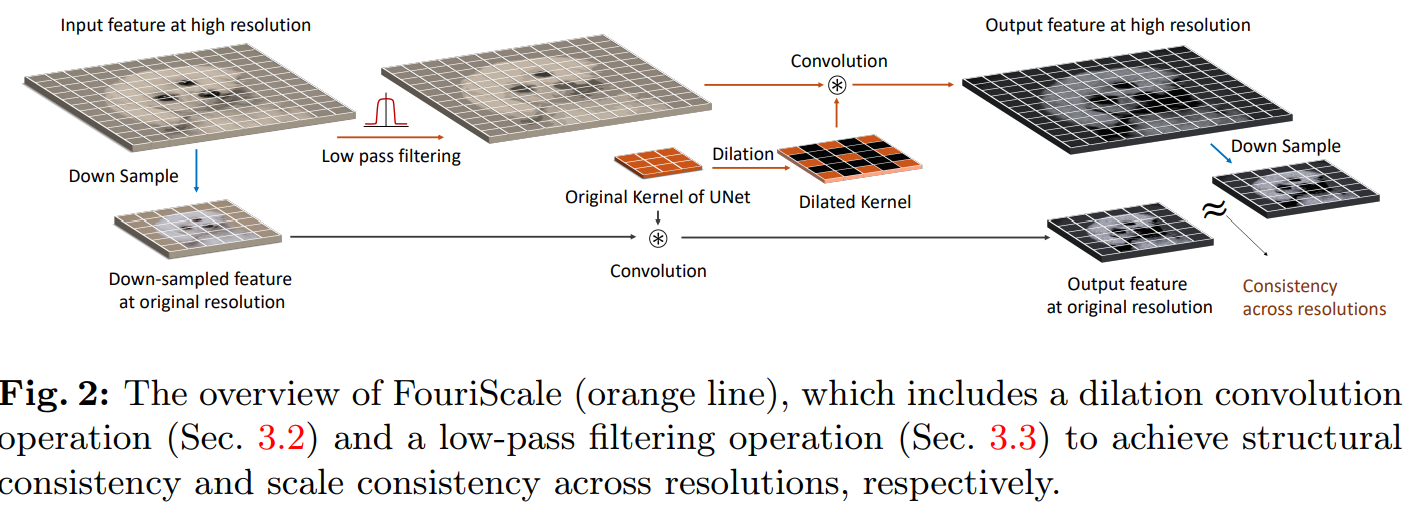 Input feature at high resolution
Output feature at high resolution
Convolution
Low pass filtering
Dilation
Down Sample
Down Sample
Original Kernel of UNet
Dilated Kernel
Convolution
Down-sampled feature
at original resolution
Output feature
at original resolution
Consistency
across resolutions
Fig. 2: The overview of FouriScale (orange line), which includes a dilation convolution
operation (Sec. 3.2) and a low-pass filtering operation (Sec. 3.3) to achieve structural
consistency and scale consistency across resolutions, respectively.